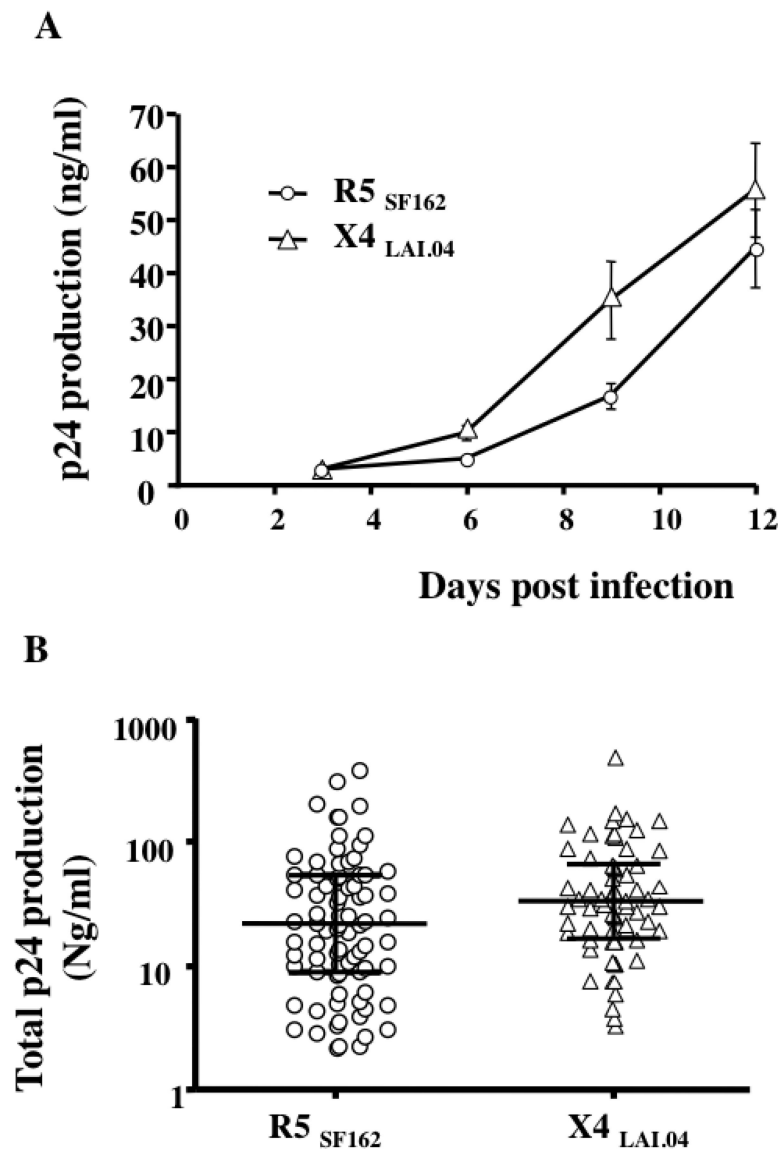 A
p24 production (ng/ml)
70
60
50
40
30
20
10
0
R5 SF162
X4 LAI.04
0 2 4 6 8 10 12
Days post infection
B
Total p24 production
(Ng/ml)
1000
100
10
1
R5 SF162
X4 LAI.04